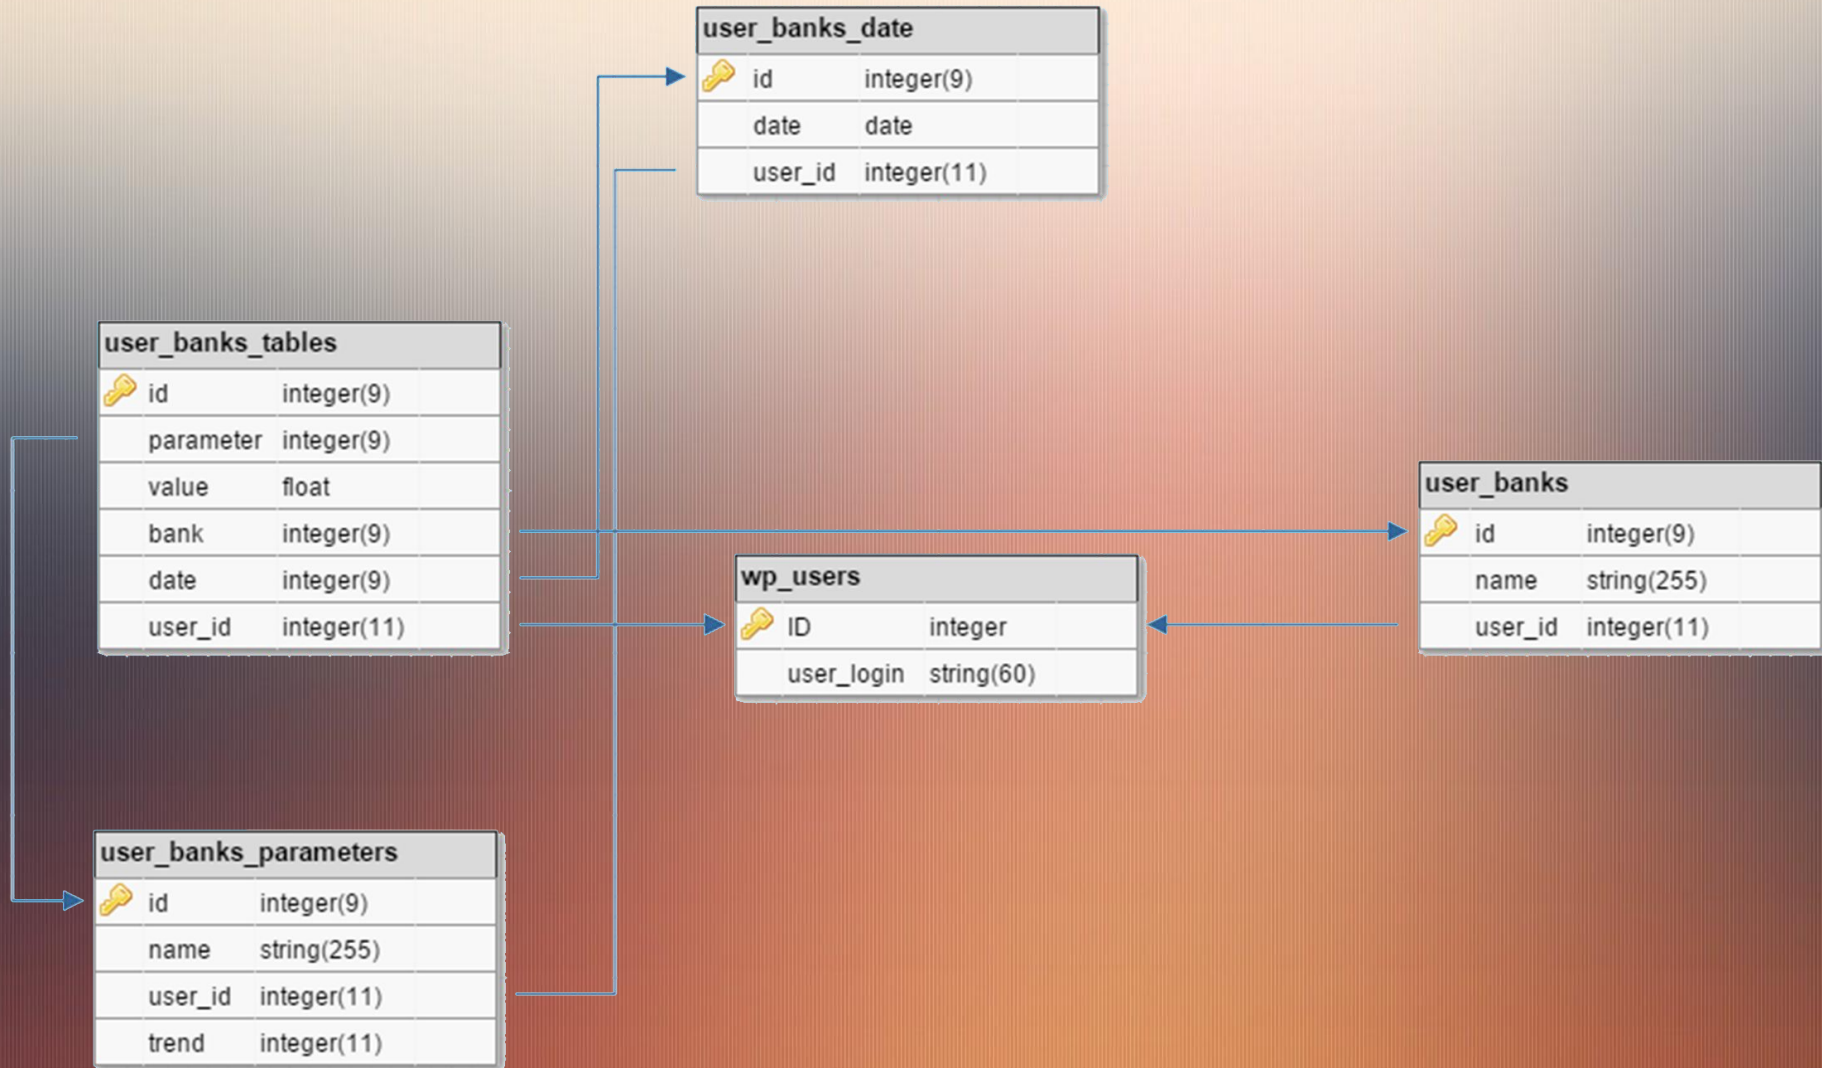 user_banks_date
id integer(9)
date date
user_id integer(11)
user_banks_tables
id integer(9)
parameter integer(9)
value float
bank integer(9)
date integer(9)
user_id integer(11)
user_banks
id integer(9)
name string(255)
user_id integer(11)
wp_users
ID integer
user_login string(60)
user_banks_parameters
id integer(9)
name string(255)
user_id integer(11)
trend integer(11)